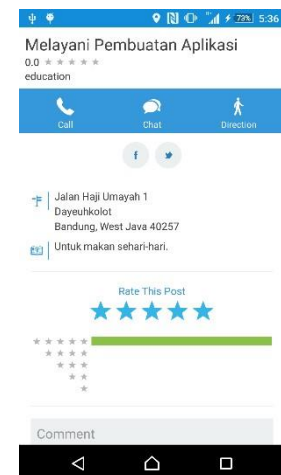 73% 5:36
Melayani Pembuatan Aplikasi
0.0
education
Call Chat Direction
f
Jalan Haji Umayah 1
Dayeuhkolot
Bandung, West Java 40257
Untuk makan sehari-hari.
Rate This Post
Comment